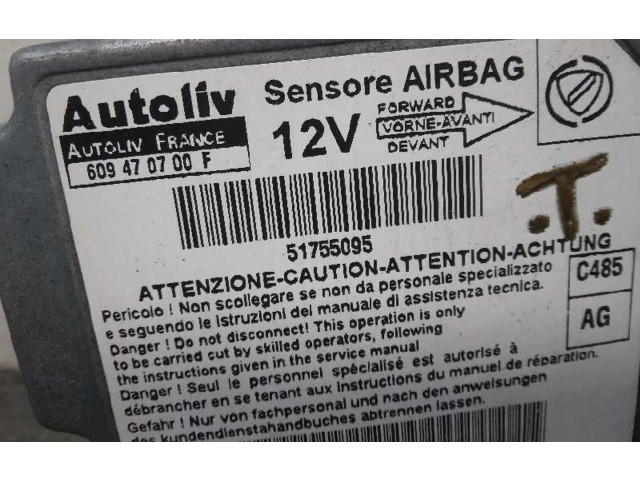 Autoliv
AUTOLIV FRANCE
609 47 07 00 F
Sensore AIRBAG
12V
FORWARD
VORNE-AVANTI
DEVANT
51755095
.T.
ATTENZIONE-CAUTION-ATTENTION-ACHTUNG
Pericolo ! Non scollegare se non da personale specializzato
e seguendo le istruzioni del manuale di assistenza tecnica.
Danger ! Do not disconnect! This operation is only
to be carried cut by skilled operators, following
the instructions given in the service manual
Danger ! Seul le personnel spécialisé est autorisé à
débrancher en se tenant aux instructions du manuel de réparation.
Gefahr ! Nur von fachpersonal und nach den anweisungen
des kundendienstahandbuches abtrennen lassen.
C485
AG